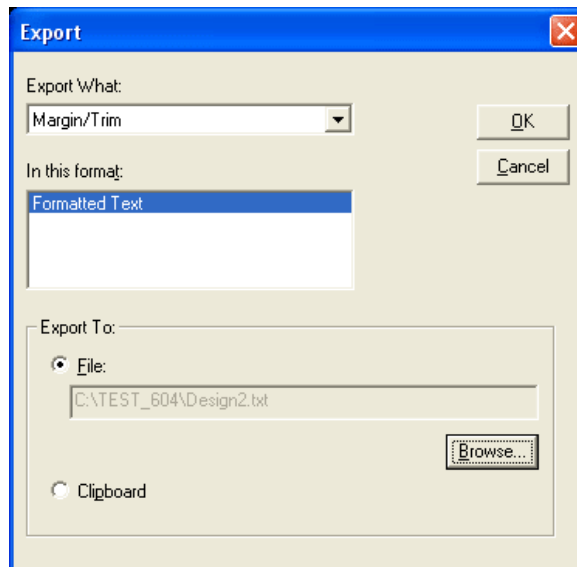 Export
Export What:
Margin/Trim
OK
Cancel
In this format:
Formatted Text
Export To:
File:
C:\TEST_604\Design2.txt
Browse...
Clipboard